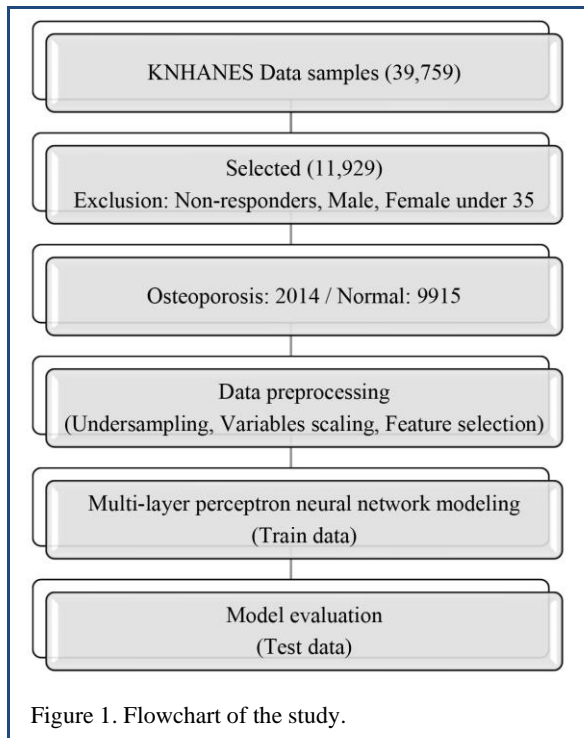 KNHANES Data samples (39,759)
Selected (11,929)
Exclusion: Non-responders, Male, Female under 35
Osteoporosis: 2014 / Normal: 9915
Data preprocessing
(Undersampling, Variables scaling, Feature selection)
Multi-layer perceptron neural network modeling
(Train data)
Model evaluation
(Test data)
Figure 1. Flowchart of the study.